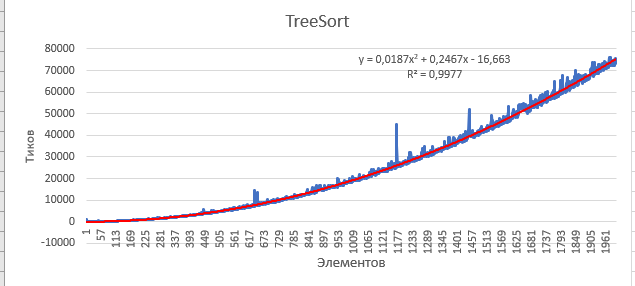 TreeSort
y = 0,0187x² + 0,2467x - 16,663
R² = 0,9977
80000
70000
60000
50000
40000
30000
20000
10000
0
-10000
Тиков
1 57 113 169 225 281 337 393 449 505 561 617 673 729 785 841 897 953 1009 1065 1121 1177 1233 1289 1345 1401 1457 1513 1569 1625 1681 1737 1793 1849 1905 1961
Элементов